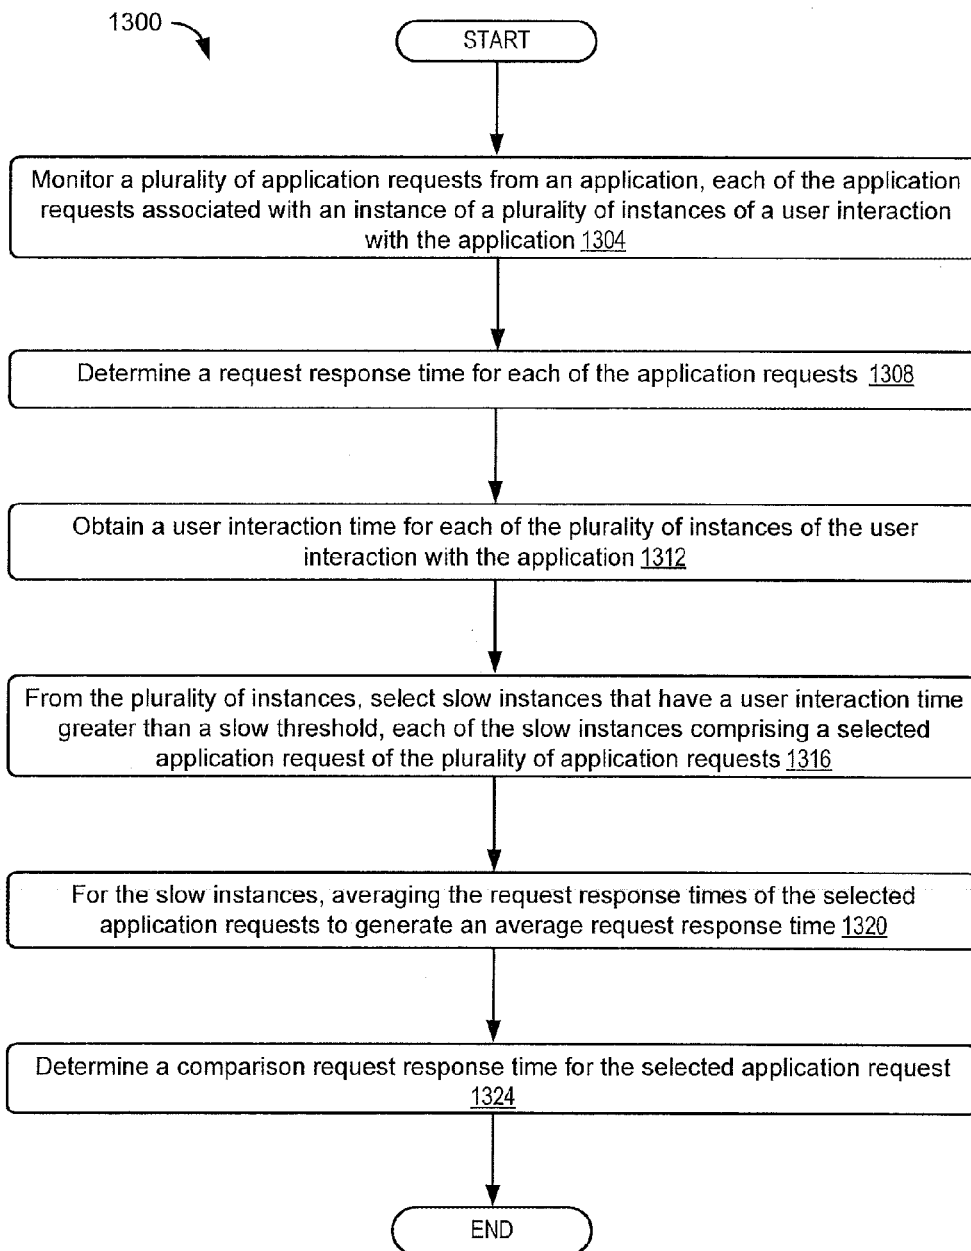 1300
START
Monitor a plurality of application requests from an application, each of the application
requests associated with an instance of a plurality of instances of a user interaction
with the application 1304
Determine a request response time for each of the application requests 1308
Obtain a user interaction time for each of the plurality of instances of the user
interaction with the application 1312
From the plurality of instances, select slow instances that have a user interaction time
greater than a slow threshold, each of the slow instances comprising a selected
application request of the plurality of application requests 1316
For the slow instances, averaging the request response times of the selected
application requests to generate an average request response time 1320
Determine a comparison request response time for the selected application request
1324
END